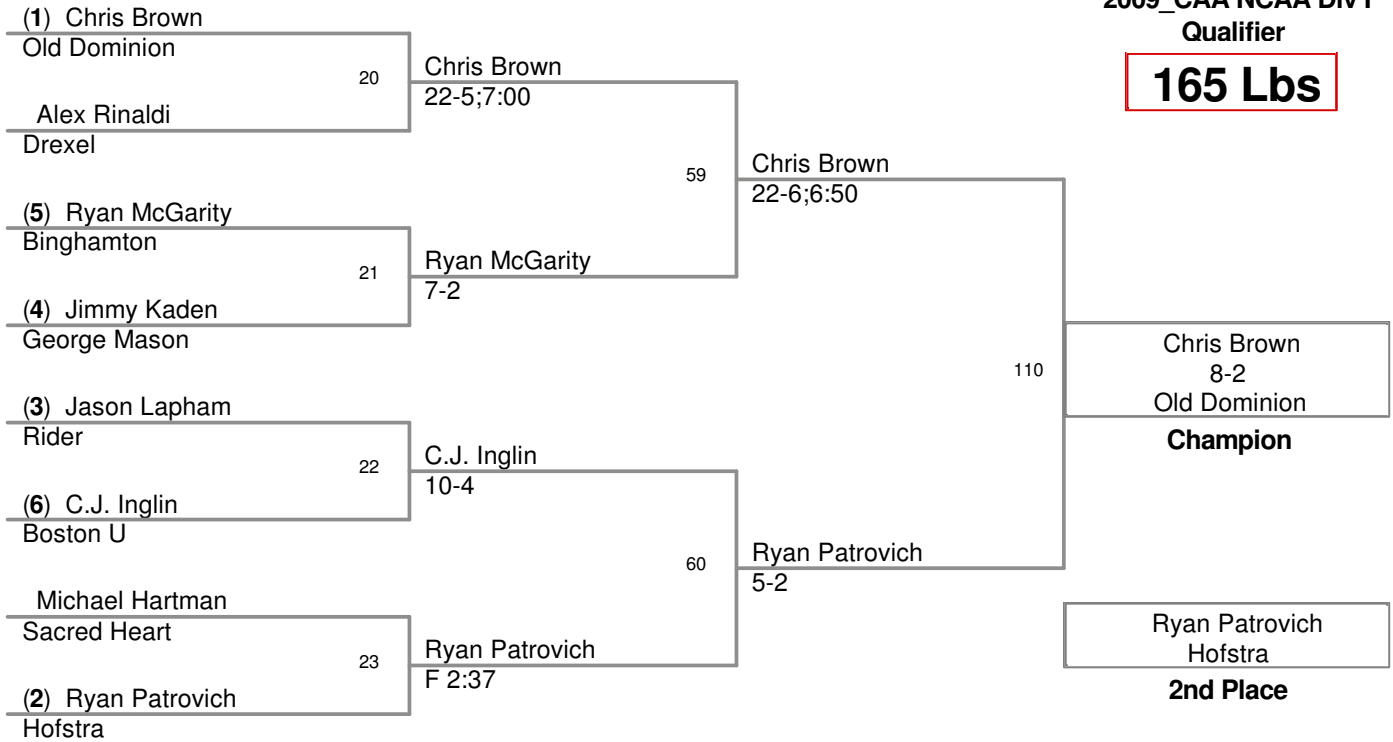 2009_CAA NCAA Div I
Qualifier
165 Lbs
(1) Chris Brown
Old Dominion
20
Alex Rinaldi
Drexel
Chris Brown
22-5;7:00
(5) Ryan McGarity
Binghamton
21
(4) Jimmy Kaden
George Mason
Ryan McGarity
7-2
59
Chris Brown
22-6;6:50
(3) Jason Lapham
Rider
22
(6) C.J. Inglin
Boston U
C.J. Inglin
10-4
Michael Hartman
Sacred Heart
23
(2) Ryan Patrovich
Hofstra
Ryan Patrovich
F 2:37
60
Ryan Patrovich
5-2
110
Chris Brown
8-2
Old Dominion
Champion
Ryan Patrovich
Hofstra
2nd Place